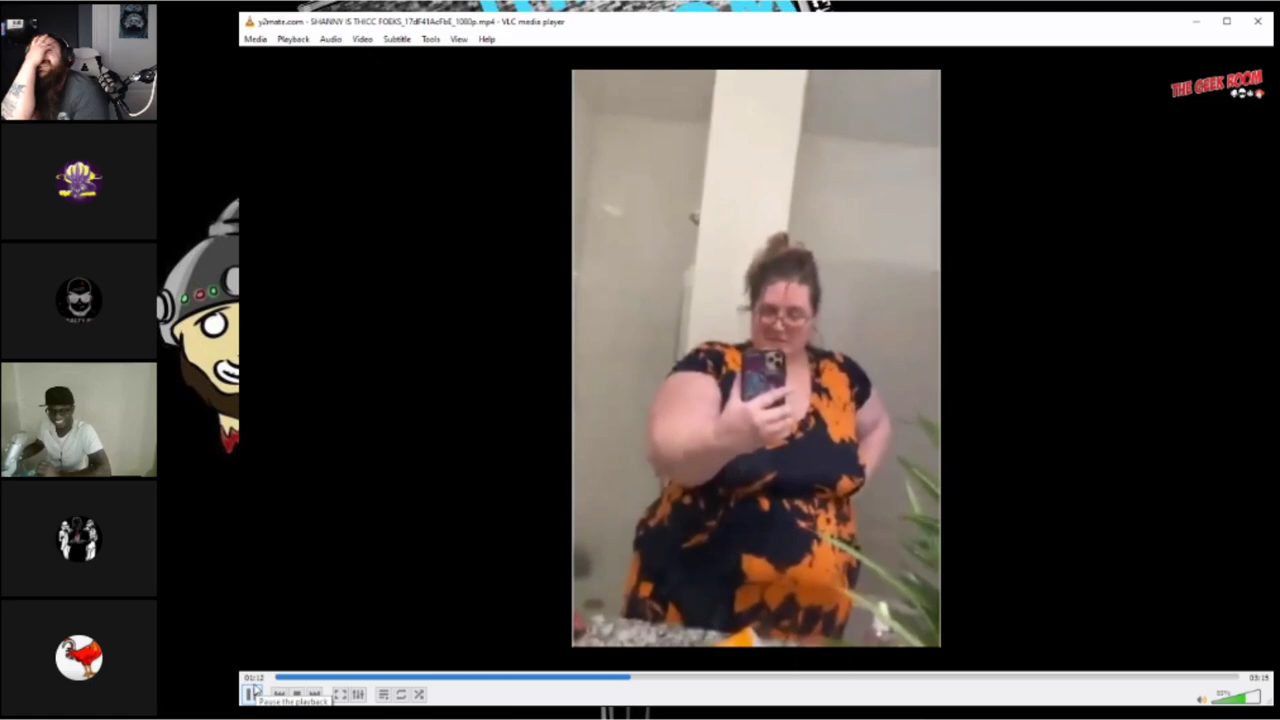 y2mate.com - SHANNY IS THICC FOEKS_17dF41AcFbE_1080p.mp4 - VLC media player
Media Playback Audio Video Subtitle Tools View Help
THE GEEK ROOM
01:12
03:15
Pause the playback